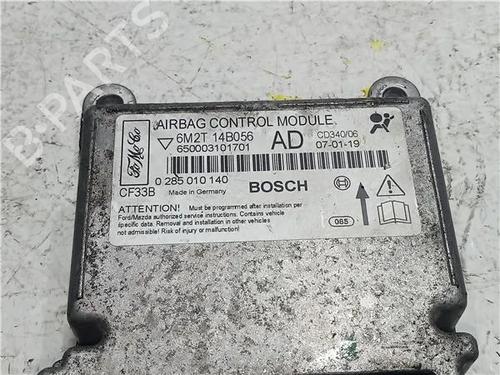 AIRBAG CONTROL MODULE
FoMoCo
6M2T 14B056 AD CD340/06
650003101701 07-01-19
0 285 010 140
CF33B Made in Germany BOSCH
ATTENTION! Must be programmed after installation per
Ford/Mazda authorized service instructions. Contains vehicle
specific data. Removal and installation in other vehicles
not allowed! Risk of injury or malfunction.
065